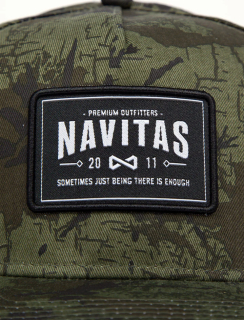 - PREMIUM OUTFITTERS -
NAVITAS
20 11
SOMETIMES JUST BEING THERE IS ENOUGH